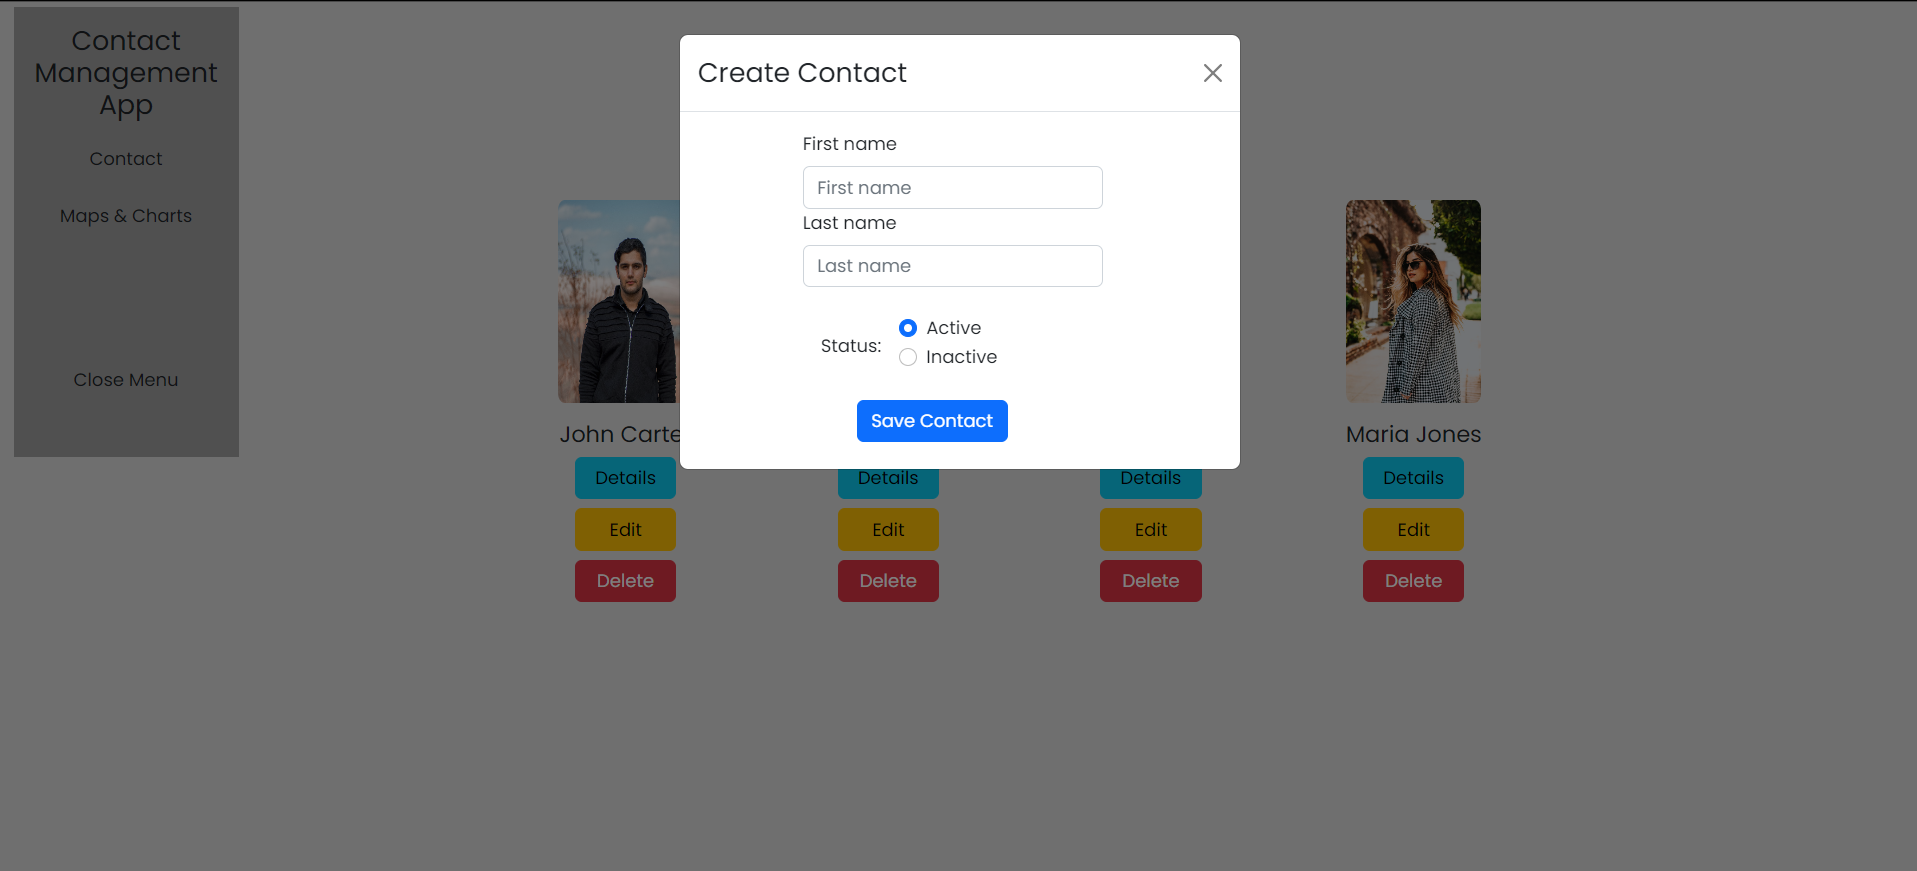 Contact
Management
App
Contact
Maps & Charts
Close Menu
Create Contact
First name
First name
Last name
Last name
Status:
Active
Inactive
Save Contact
John Carte
Maria Jones
Details
Details
Details
Details
Edit
Edit
Edit
Edit
Delete
Delete
Delete
Delete